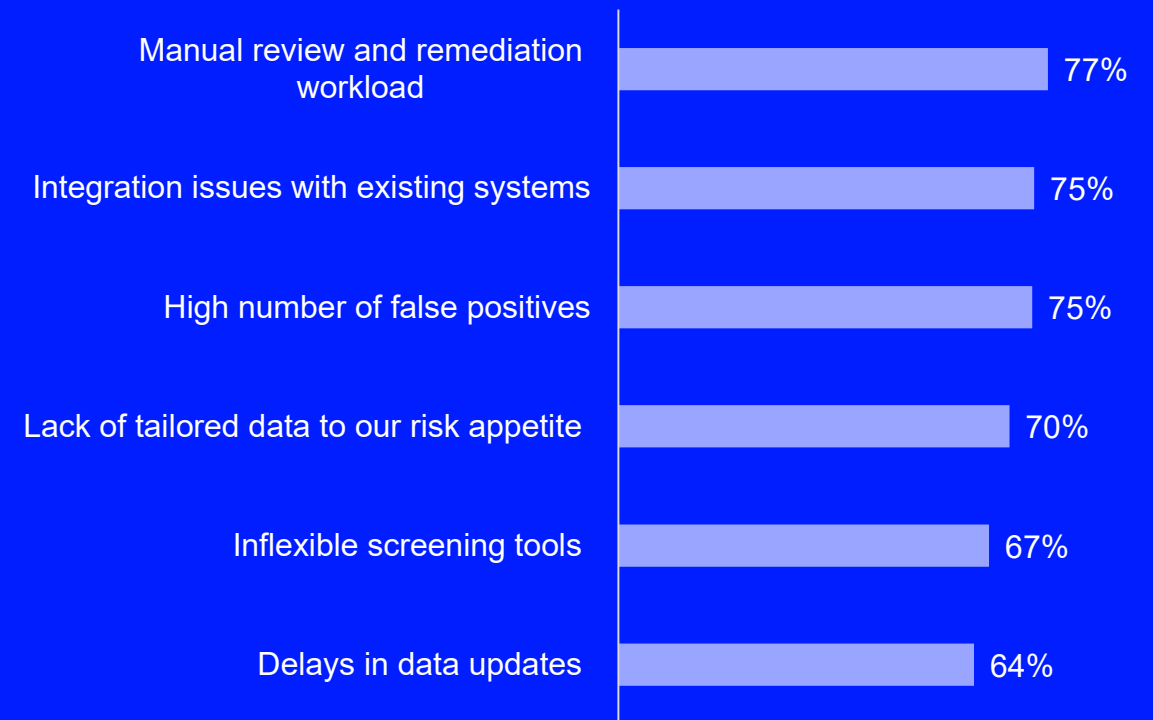 Manual review and remediation
workload
77%
Integration issues with existing systems
75%
High number of false positives
75%
Lack of tailored data to our risk appetite
70%
Inflexible screening tools
67%
Delays in data updates
64%